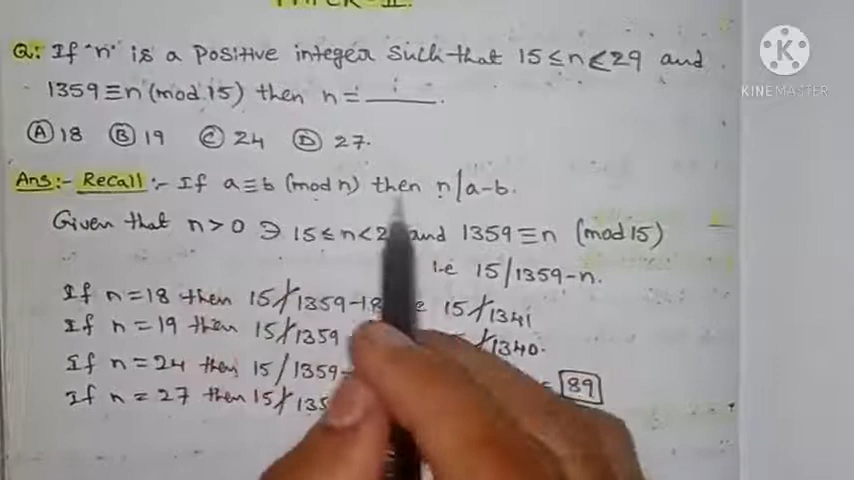 PAPER-II
Q: If "n" is a positive integer such that 15 ≤ n < 29 and
1359 ≡ n (mod 15) then n = ______.
Ⓐ 18 Ⓑ 19 Ⓒ 24 Ⓓ 27.
Ans:- Recall:- If a ≡ b (mod n) then n | a-b.
Given that n > 0 ∋ 15 ≤ n < 2 and 1359 ≡ n (mod 15)
i.e 15 / 1359-n.
If n = 18 then 15 ∤ 1359-18 e 15 ∤ 1341
If n = 19 then 15 ∤ 1359 ∤ 1340.
If n = 24 then 15 / 1359- = 89
If n = 27 then 15 ∤ 135
KINEMASTER